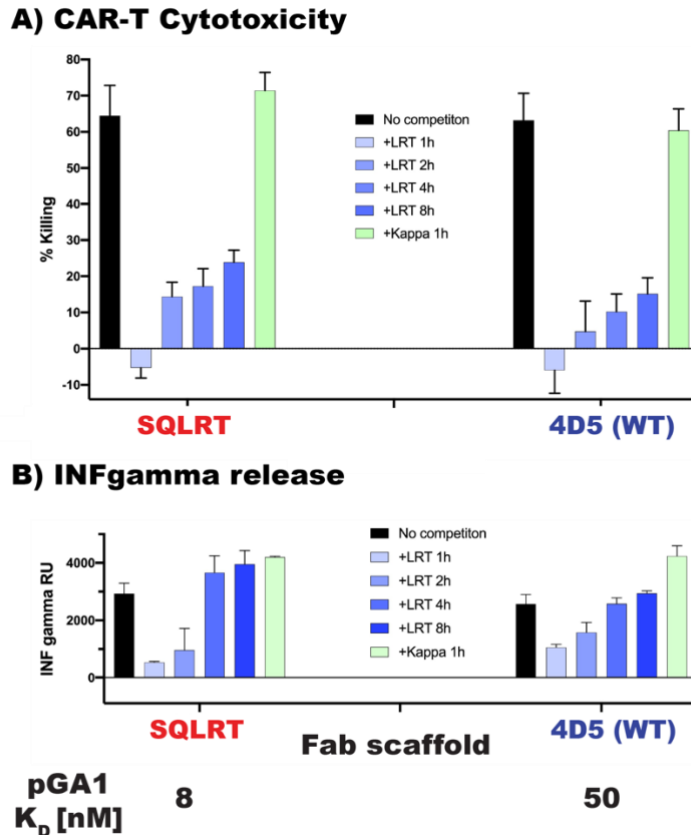 A) CAR-T Cytotoxicity
80
70
60
50
40
30
20
10
0
-10
% Killing
No competiton
+LRT 1h
+LRT 2h
+LRT 4h
+LRT 8h
+Kappa 1h
SQLRT
4D5 (WT)
B) INFgamma release
4000
2000
0
INF gamma RU
No competiton
+LRT 1h
+LRT 2h
+LRT 4h
+LRT 8h
+Kappa 1h
SQLRT
4D5 (WT)
Fab scaffold
pGA1
K_D [nM]
8
50